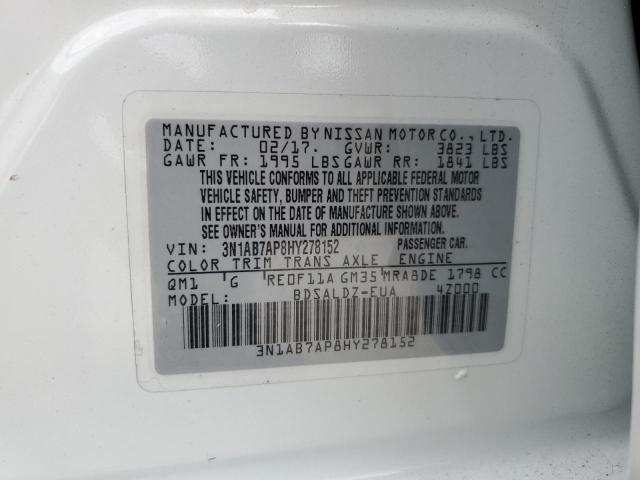 MANUFACTURED BY NISSAN MOTOR CO., LTD.
DATE: 02/17. GVWR: 3823 LBS
GAWR FR: 1995 LBS GAWR RR: 1841 LBS
THIS VEHICLE CONFORMS TO ALL APPLICABLE FEDERAL MOTOR
VEHICLE SAFETY, BUMPER AND THEFT PREVENTION STANDARDS
IN EFFECT ON THE DATE OF MANUFACTURE SHOWN ABOVE.
SEE OWNER'S MANUAL FOR ADDITIONAL INFORMATION.
VIN: 3N1AB7AP8HY278152 PASSENGER CAR.
COLOR TRIM TRANS AXLE ENGINE
QM1 G RE0F11A GM35 MRA8DE 1798 CC
MODEL: BDSALDZ-EUA 4Z000
3N1AB7AP8HY278152